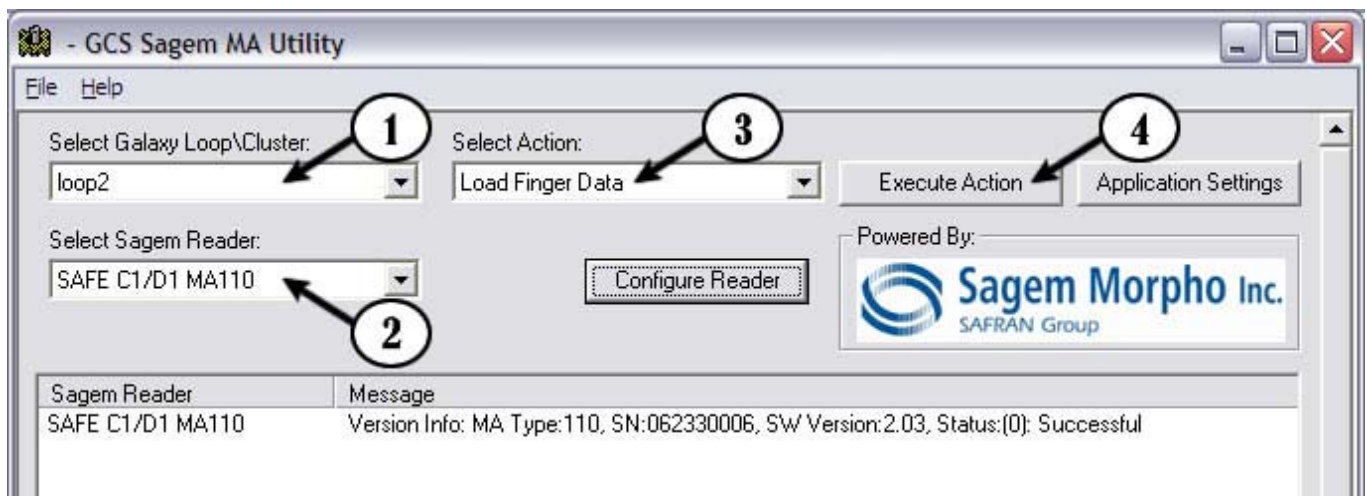 - GCS Sagem MA Utility
File Help
Select Galaxy Loop\Cluster:
1
Select Action:
3
4
loop2
Load Finger Data
Execute Action
Application Settings
Select Sagem Reader:
SAFE C1/D1 MA110
2
Configure Reader
Powered By:
Sagem Morpho Inc.
SAFRAN Group
Sagem Reader Message
SAFE C1/D1 MA110 Version Info: MA Type:110, SN:062330006, SW Version:2.03, Status:(0): Successful